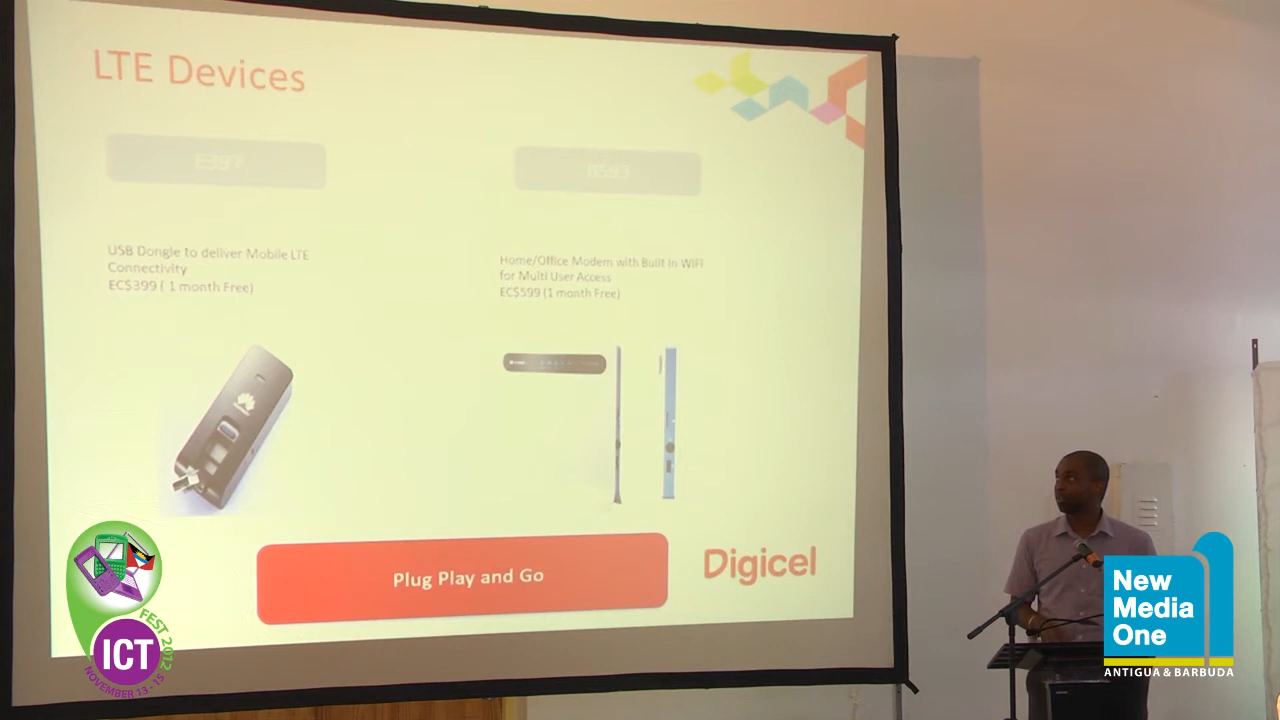 LTE Devices
E397
B593
USB Dongle to deliver Mobile LTE
Connectivity
EC$399 ( 1 month Free)
Home/Office Modem with Built In WIFI
for Multi User Access
EC$599 (1 month Free)
Plug Play and Go
Digicel
FEST 2012
ICT
NOVEMBER 13 - 15
New
Media
One
ANTIGUA & BARBUDA